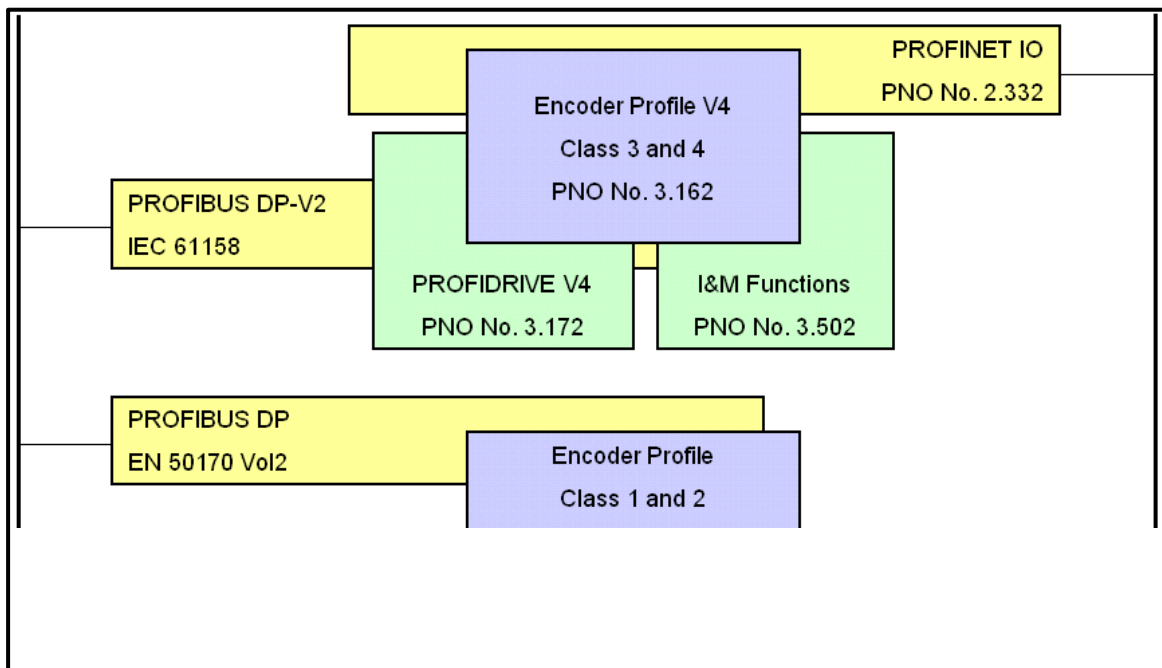 PROFINET IO
PNO No. 2.332
Encoder Profile V4
Class 3 and 4
PNO No. 3.162
PROFIBUS DP-V2
IEC 61158
PROFIDRIVE V4
PNO No. 3.172
I&M Functions
PNO No. 3.502
PROFIBUS DP
EN 50170 Vol2
Encoder Profile
Class 1 and 2